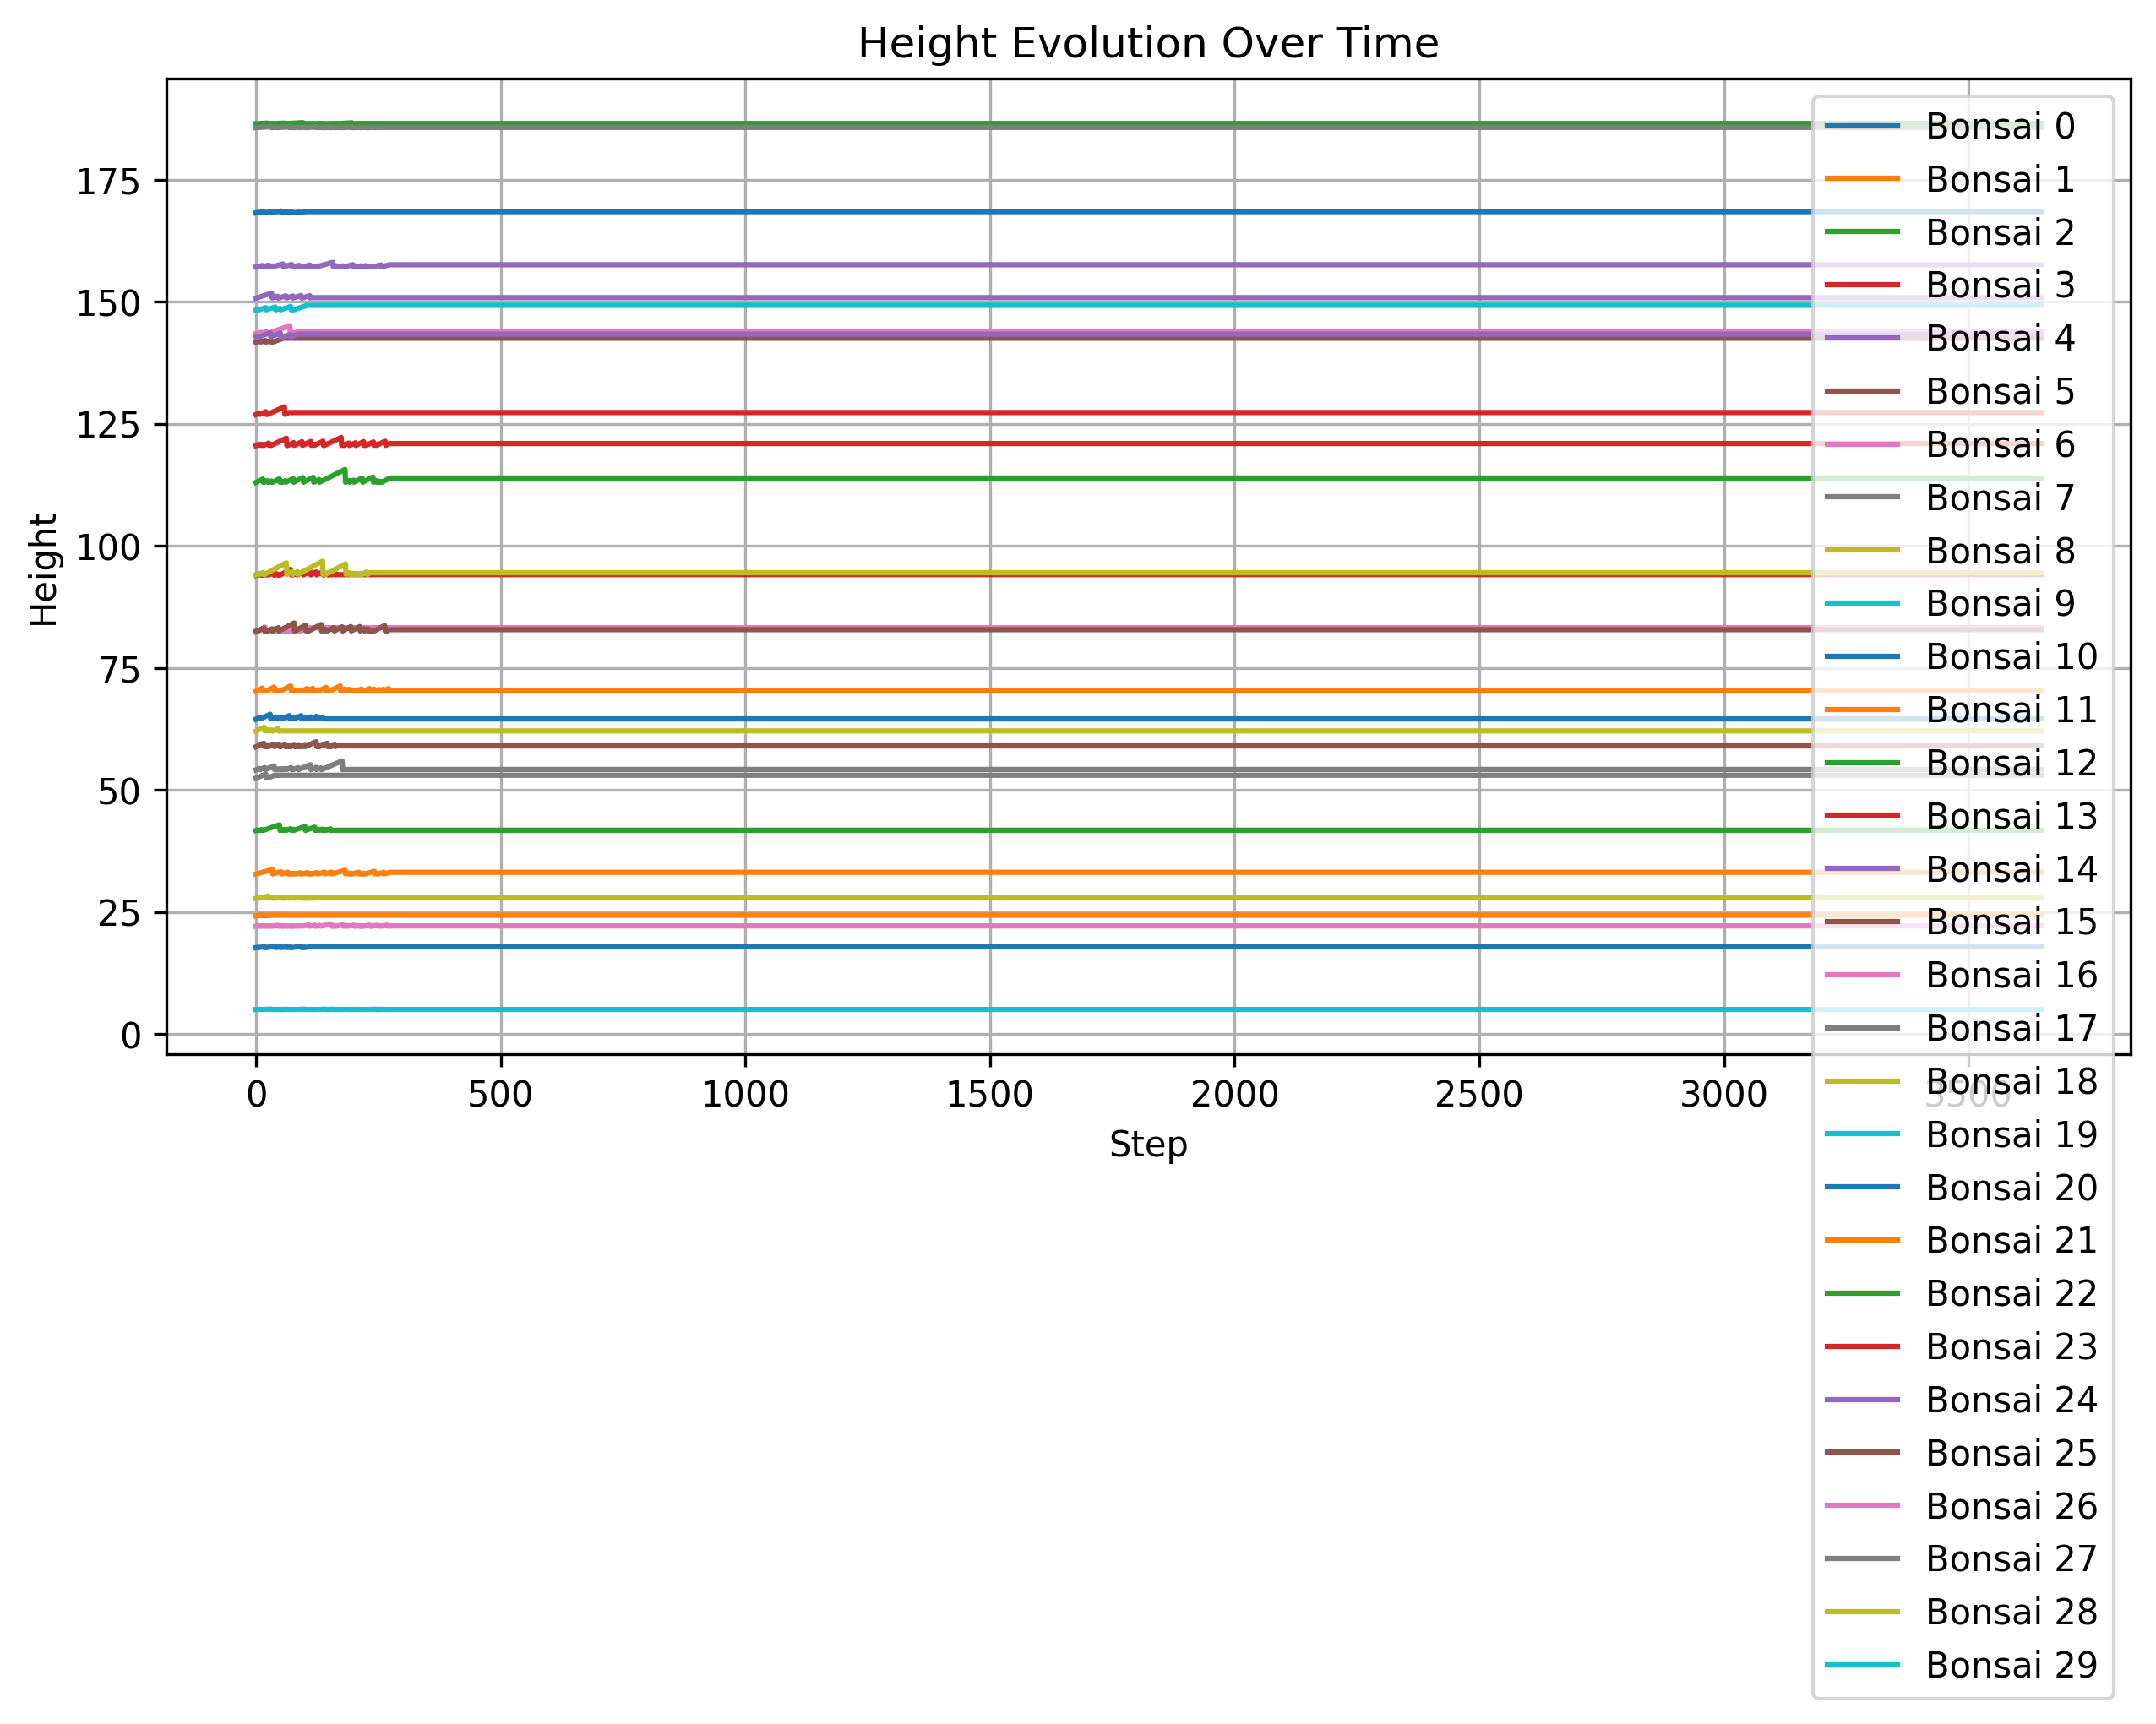 Height Evolution Over Time
Height
175
150
125
100
75
50
25
0
0 500 1000 1500 2000 2500 3000 3500
Step
Bonsai 0
Bonsai 1
Bonsai 2
Bonsai 3
Bonsai 4
Bonsai 5
Bonsai 6
Bonsai 7
Bonsai 8
Bonsai 9
Bonsai 10
Bonsai 11
Bonsai 12
Bonsai 13
Bonsai 14
Bonsai 15
Bonsai 16
Bonsai 17
Bonsai 18
Bonsai 19
Bonsai 20
Bonsai 21
Bonsai 22
Bonsai 23
Bonsai 24
Bonsai 25
Bonsai 26
Bonsai 27
Bonsai 28
Bonsai 29